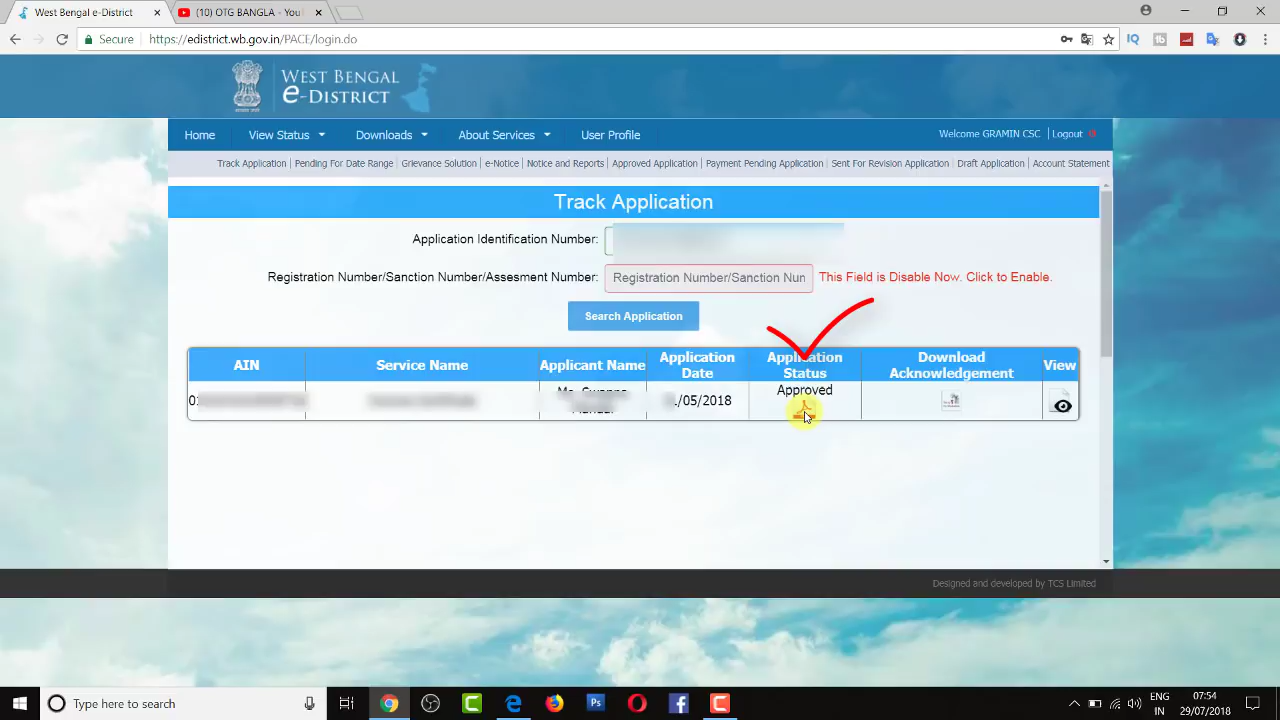 West Bengal e-District
(10) OTG BANGLA - You
Secure
https://edistrict.wb.gov.in/PACE/login.do
WEST BENGAL
e-DISTRICT
Home View Status Downloads About Services User Profile Welcome GRAMIN CSC Logout
Track Application | Pending For Date Range | Grievance Solution | e-Notice | Notice and Reports | Approved Application | Payment Pending Application | Sent For Revision Application | Draft Application | Account Statement
Track Application
Application Identification Number:
Registration Number/Sanction Number/Assesment Number: Registration Number/Sanction Num This Field is Disable Now. Click to Enable.
Search Application
AIN Service Name Applicant Name Application Date Application Status Download Acknowledgement View
/05/2018 Approved
Designed and developed by TCS Limited
Type here to search
ENG
IN
07:54
29/07/2018